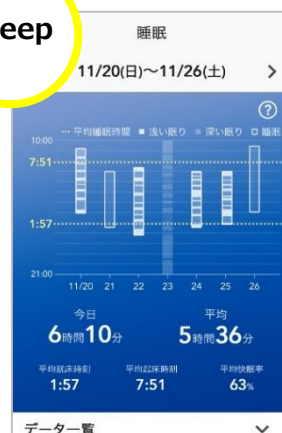 eep
睡眠
11/20(日)〜11/26(土)
平均睡眠時間 浅い眠り 深い眠り 睡眠
10:00
7:51
1:57
21:00
11/20 21 22 23 24 25 26
今日 平均
6時間10分 5時間36分
平均就床時刻 平均起床時刻 平均快眠率
1:57 7:51 63%
データ一覧